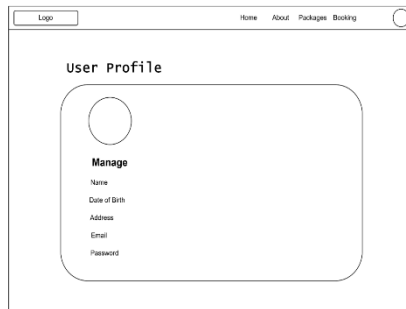 Logo Home About Packages Booking
User Profile
Manage
Name
Date of Birth
Address
Email
Password